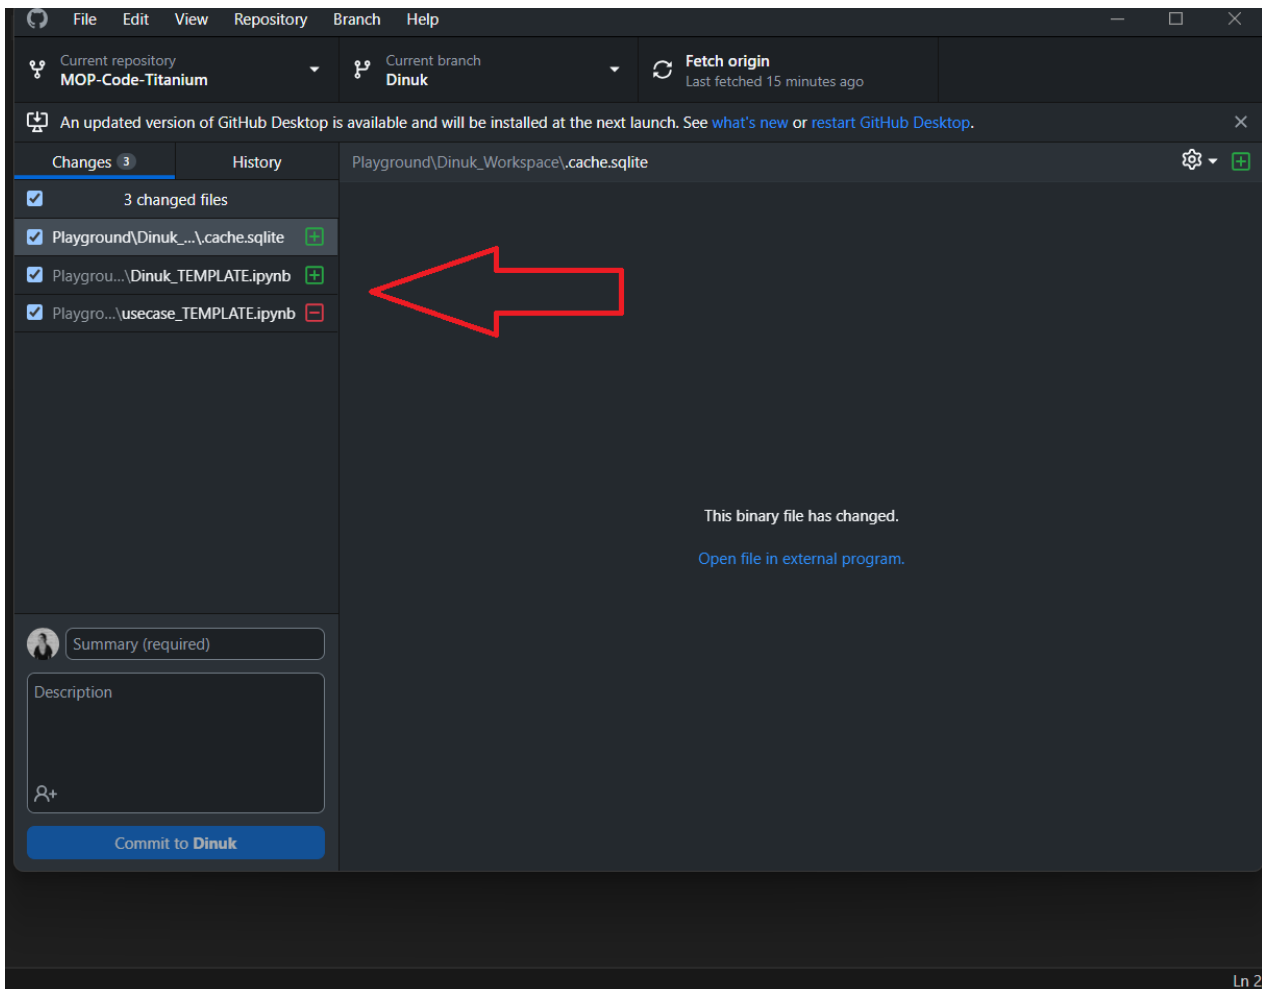 File Edit View Repository Branch Help
Current repository
MOP-Code-Titanium
Current branch
Dinuk
Fetch origin
Last fetched 15 minutes ago
An updated version of GitHub Desktop is available and will be installed at the next launch. See what's new or restart GitHub Desktop.
Changes 3
History
Playground\Dinuk_Workspace\.cache.sqlite
3 changed files
Playground\Dinuk_...\.cache.sqlite
Playgrou...\Dinuk_TEMPLATE.ipynb
Playgro...\usecase_TEMPLATE.ipynb
This binary file has changed.
Open file in external program.
Summary (required)
Description
Commit to Dinuk
Ln 2